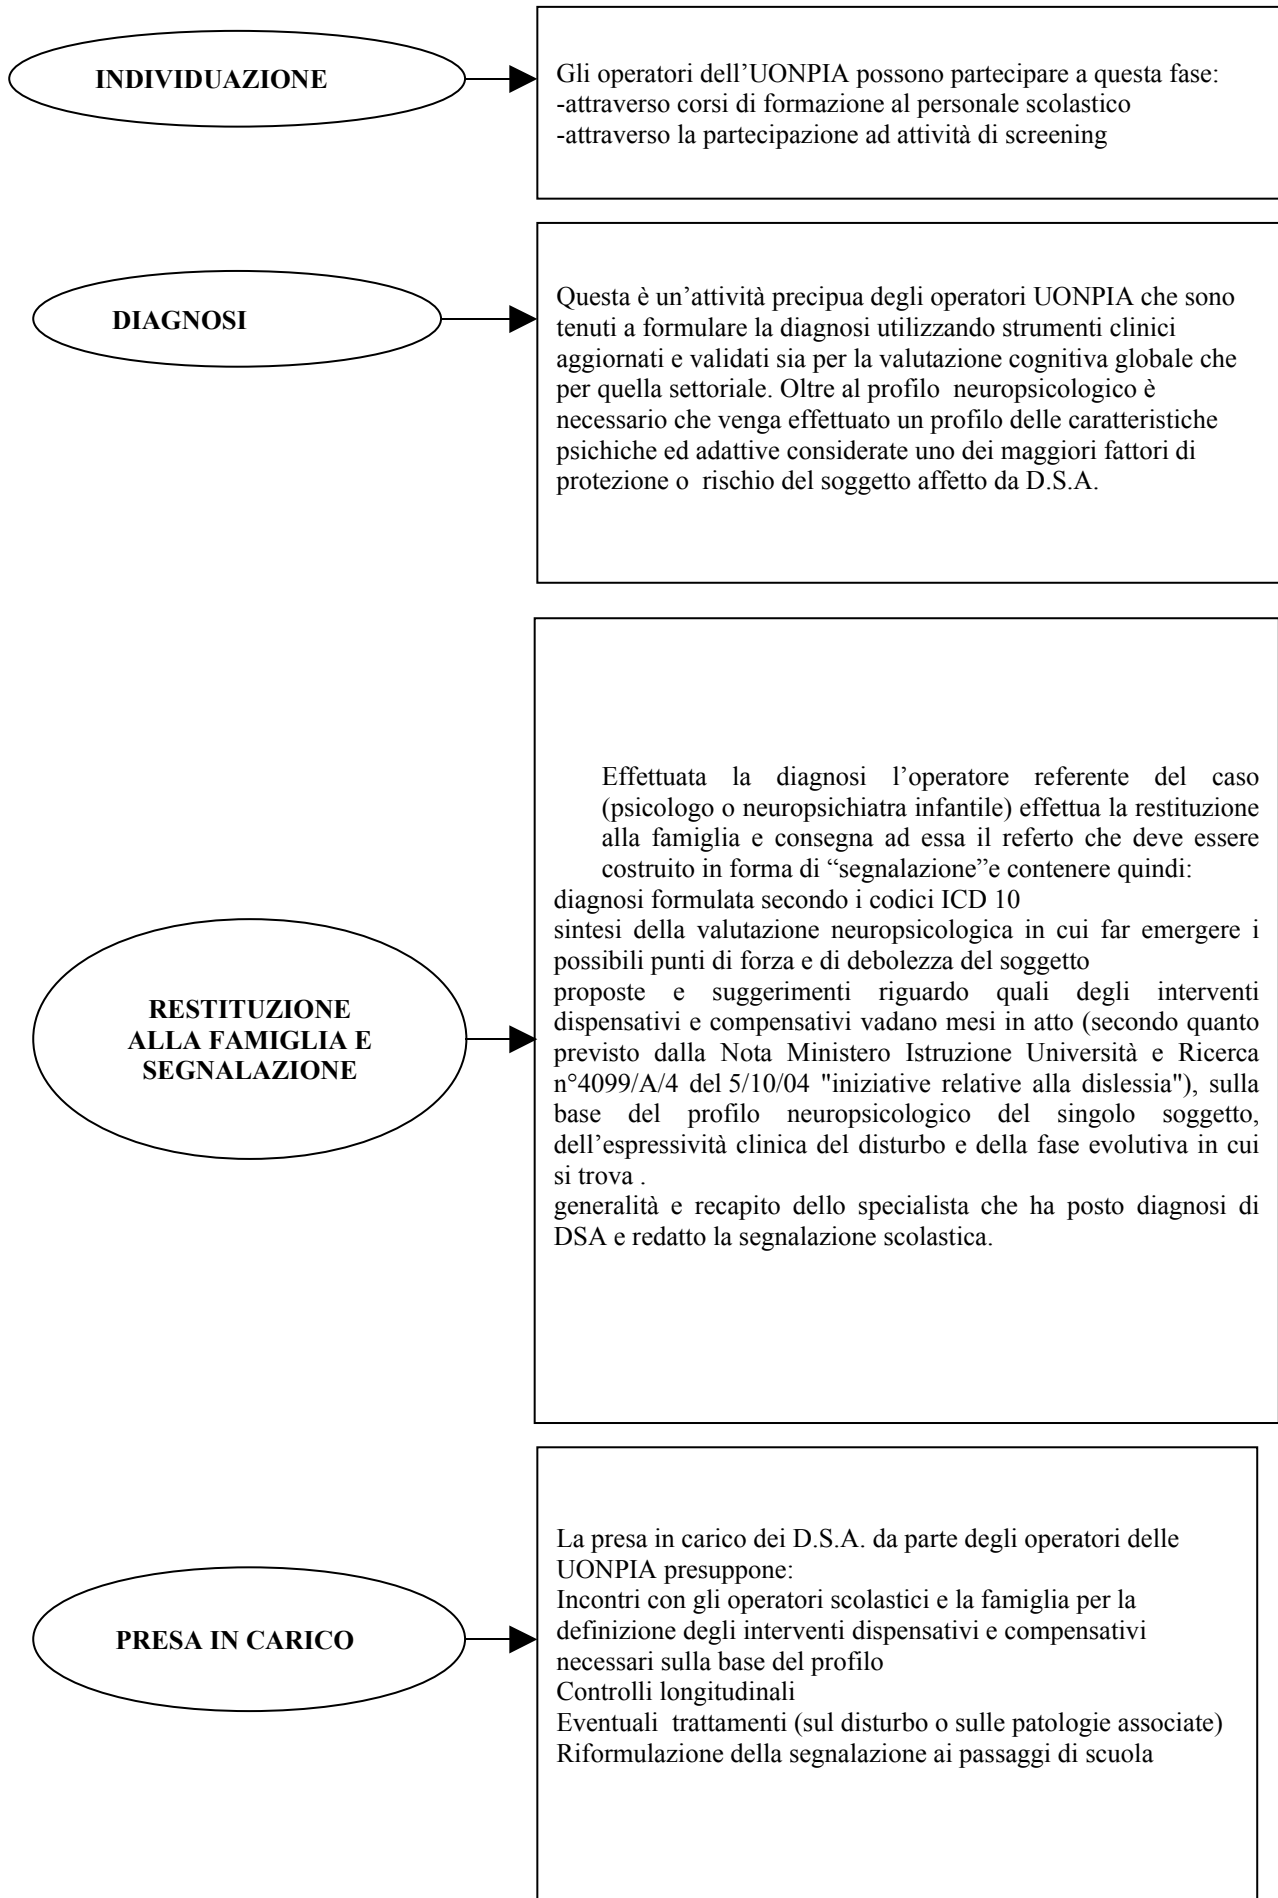 INDIVIDUAZIONE
Gli operatori dell’UONPIA possono partecipare a questa fase:
-attraverso corsi di formazione al personale scolastico
-attraverso la partecipazione ad attività di screening
DIAGNOSI
Questa è un’attività precipua degli operatori UONPIA che sono
tenuti a formulare la diagnosi utilizzando strumenti clinici
aggiornati e validati sia per la valutazione cognitiva globale che
per quella settoriale. Oltre al profilo  neuropsicologico è
necessario che venga effettuato un profilo delle caratteristiche
psichiche ed adattive considerate uno dei maggiori fattori di
protezione o  rischio del soggetto affetto da D.S.A.
RESTITUZIONE
ALLA FAMIGLIA E
SEGNALAZIONE
Effettuata la diagnosi l’operatore referente del caso
(psicologo o neuropsichiatra infantile) effettua la restituzione
alla famiglia e consegna ad essa il referto che deve essere
costruito in forma di “segnalazione”e contenere quindi:
diagnosi formulata secondo i codici ICD 10
sintesi della valutazione neuropsicologica in cui far emergere i
possibili punti di forza e di debolezza del soggetto
proposte e suggerimenti riguardo quali degli interventi
dispensativi e compensativi vadano mesi in atto (secondo quanto
previsto dalla Nota Ministero Istruzione Università e Ricerca
n°4099/A/4 del 5/10/04 "iniziative relative alla dislessia"), sulla
base del profilo neuropsicologico del singolo soggetto,
dell’espressività clinica del disturbo e della fase evolutiva in cui
si trova .
generalità e recapito dello specialista che ha posto diagnosi di
DSA e redatto la segnalazione scolastica.
PRESA IN CARICO
La presa in carico dei D.S.A. da parte degli operatori delle
UONPIA presuppone:
Incontri con gli operatori scolastici e la famiglia per la
definizione degli interventi dispensativi e compensativi
necessari sulla base del profilo
Controlli longitudinali
Eventuali  trattamenti (sul disturbo o sulle patologie associate)
Riformulazione della segnalazione ai passaggi di scuola